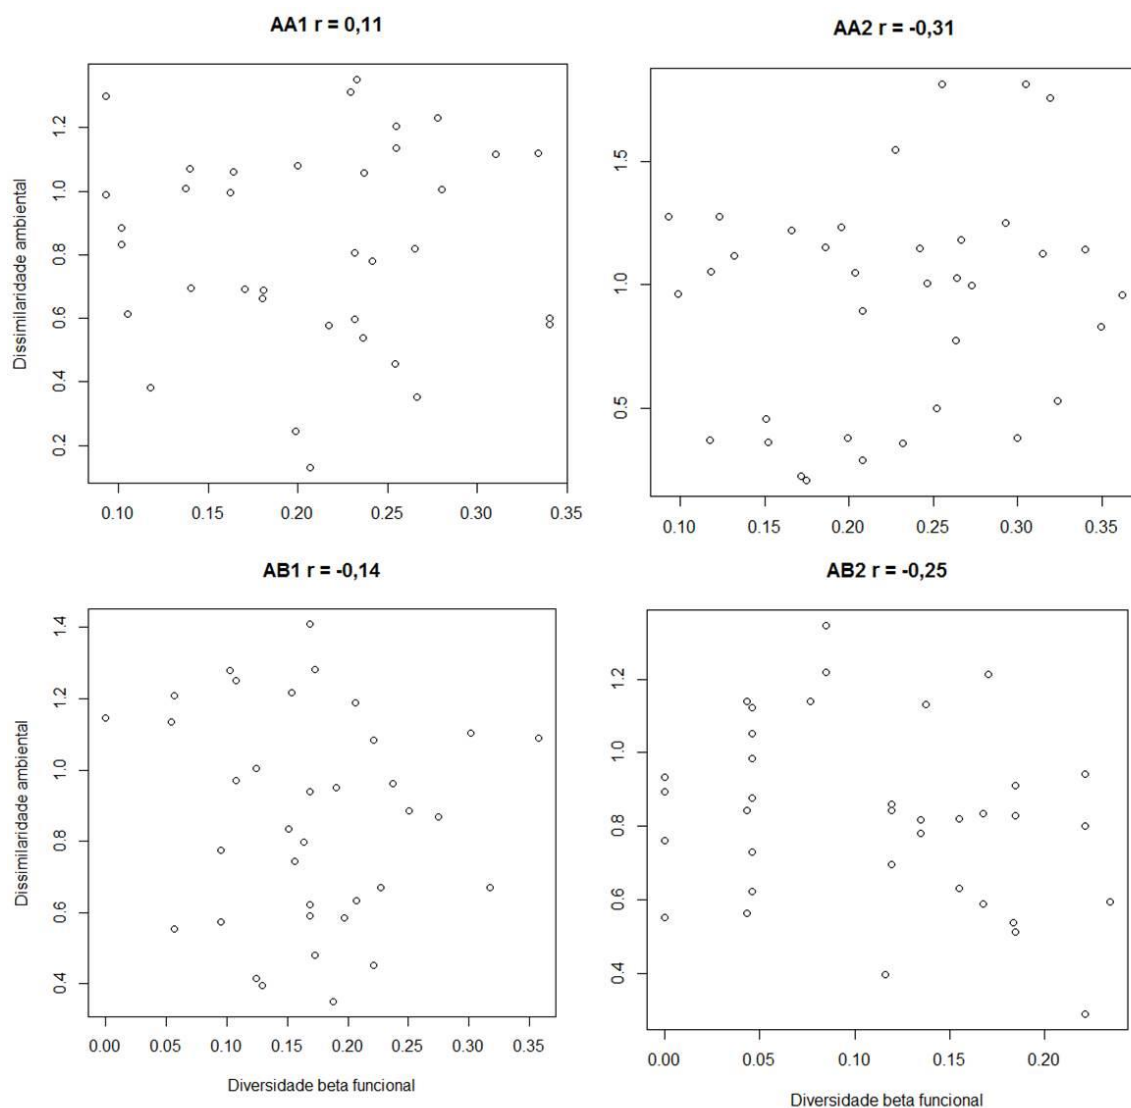 AA1 r = 0,11
Dissimilaridade ambiental
1.2
1.0
0.8
0.6
0.4
0.2
0.10 0.15 0.20 0.25 0.30 0.35
AA2 r = -0,31
1.5
1.0
0.5
0.10 0.15 0.20 0.25 0.30 0.35
AB1 r = -0,14
Dissimilaridade ambiental
1.4
1.2
1.0
0.8
0.6
0.4
0.00 0.05 0.10 0.15 0.20 0.25 0.30 0.35
Diversidade beta funcional
AB2 r = -0,25
1.2
1.0
0.8
0.6
0.4
0.00 0.05 0.10 0.15 0.20
Diversidade beta funcional